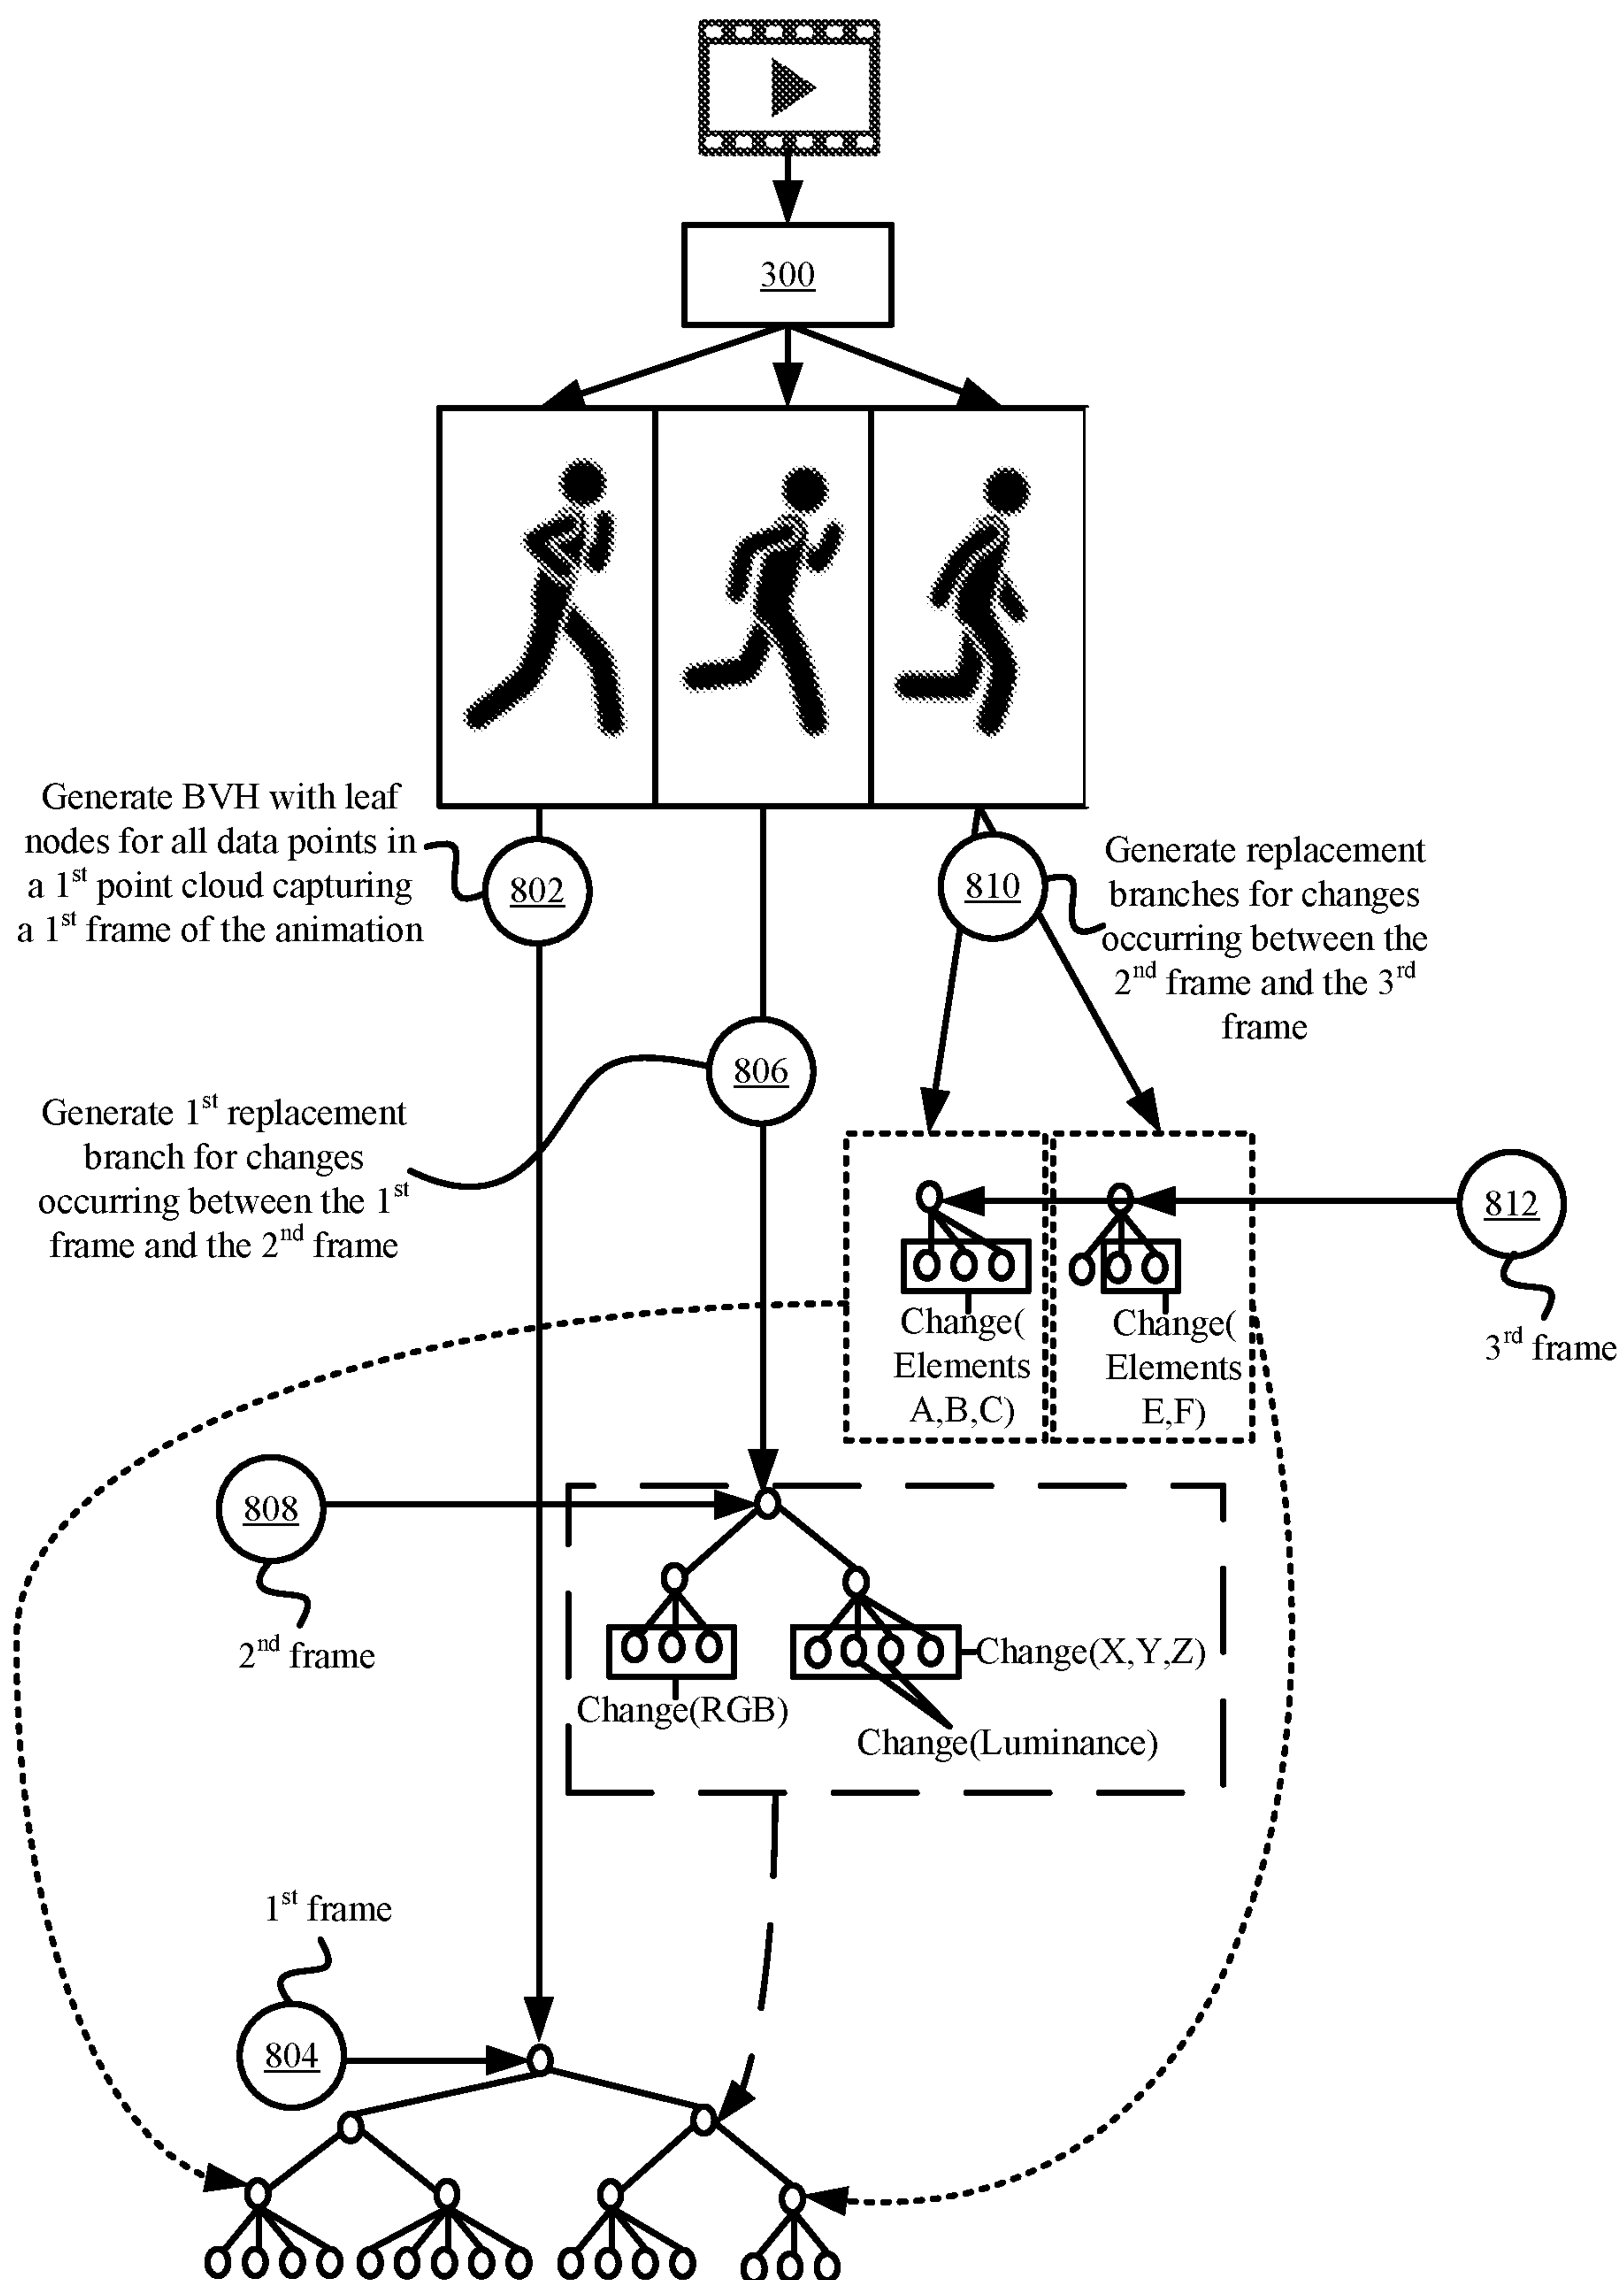 300
Generate BVH with leaf
nodes for all data points in
a 1st point cloud capturing
a 1st frame of the animation
802
810
Generate replacement
branches for changes
occurring between the
2nd frame and the 3rd
frame
806
Generate 1st replacement
branch for changes
occurring between the 1st
frame and the 2nd frame
812
3rd frame
Change(
Elements
A,B,C)
Change(
Elements
E,F)
808
2nd frame
Change(X,Y,Z)
Change(RGB)
Change(Luminance)
1st frame
804